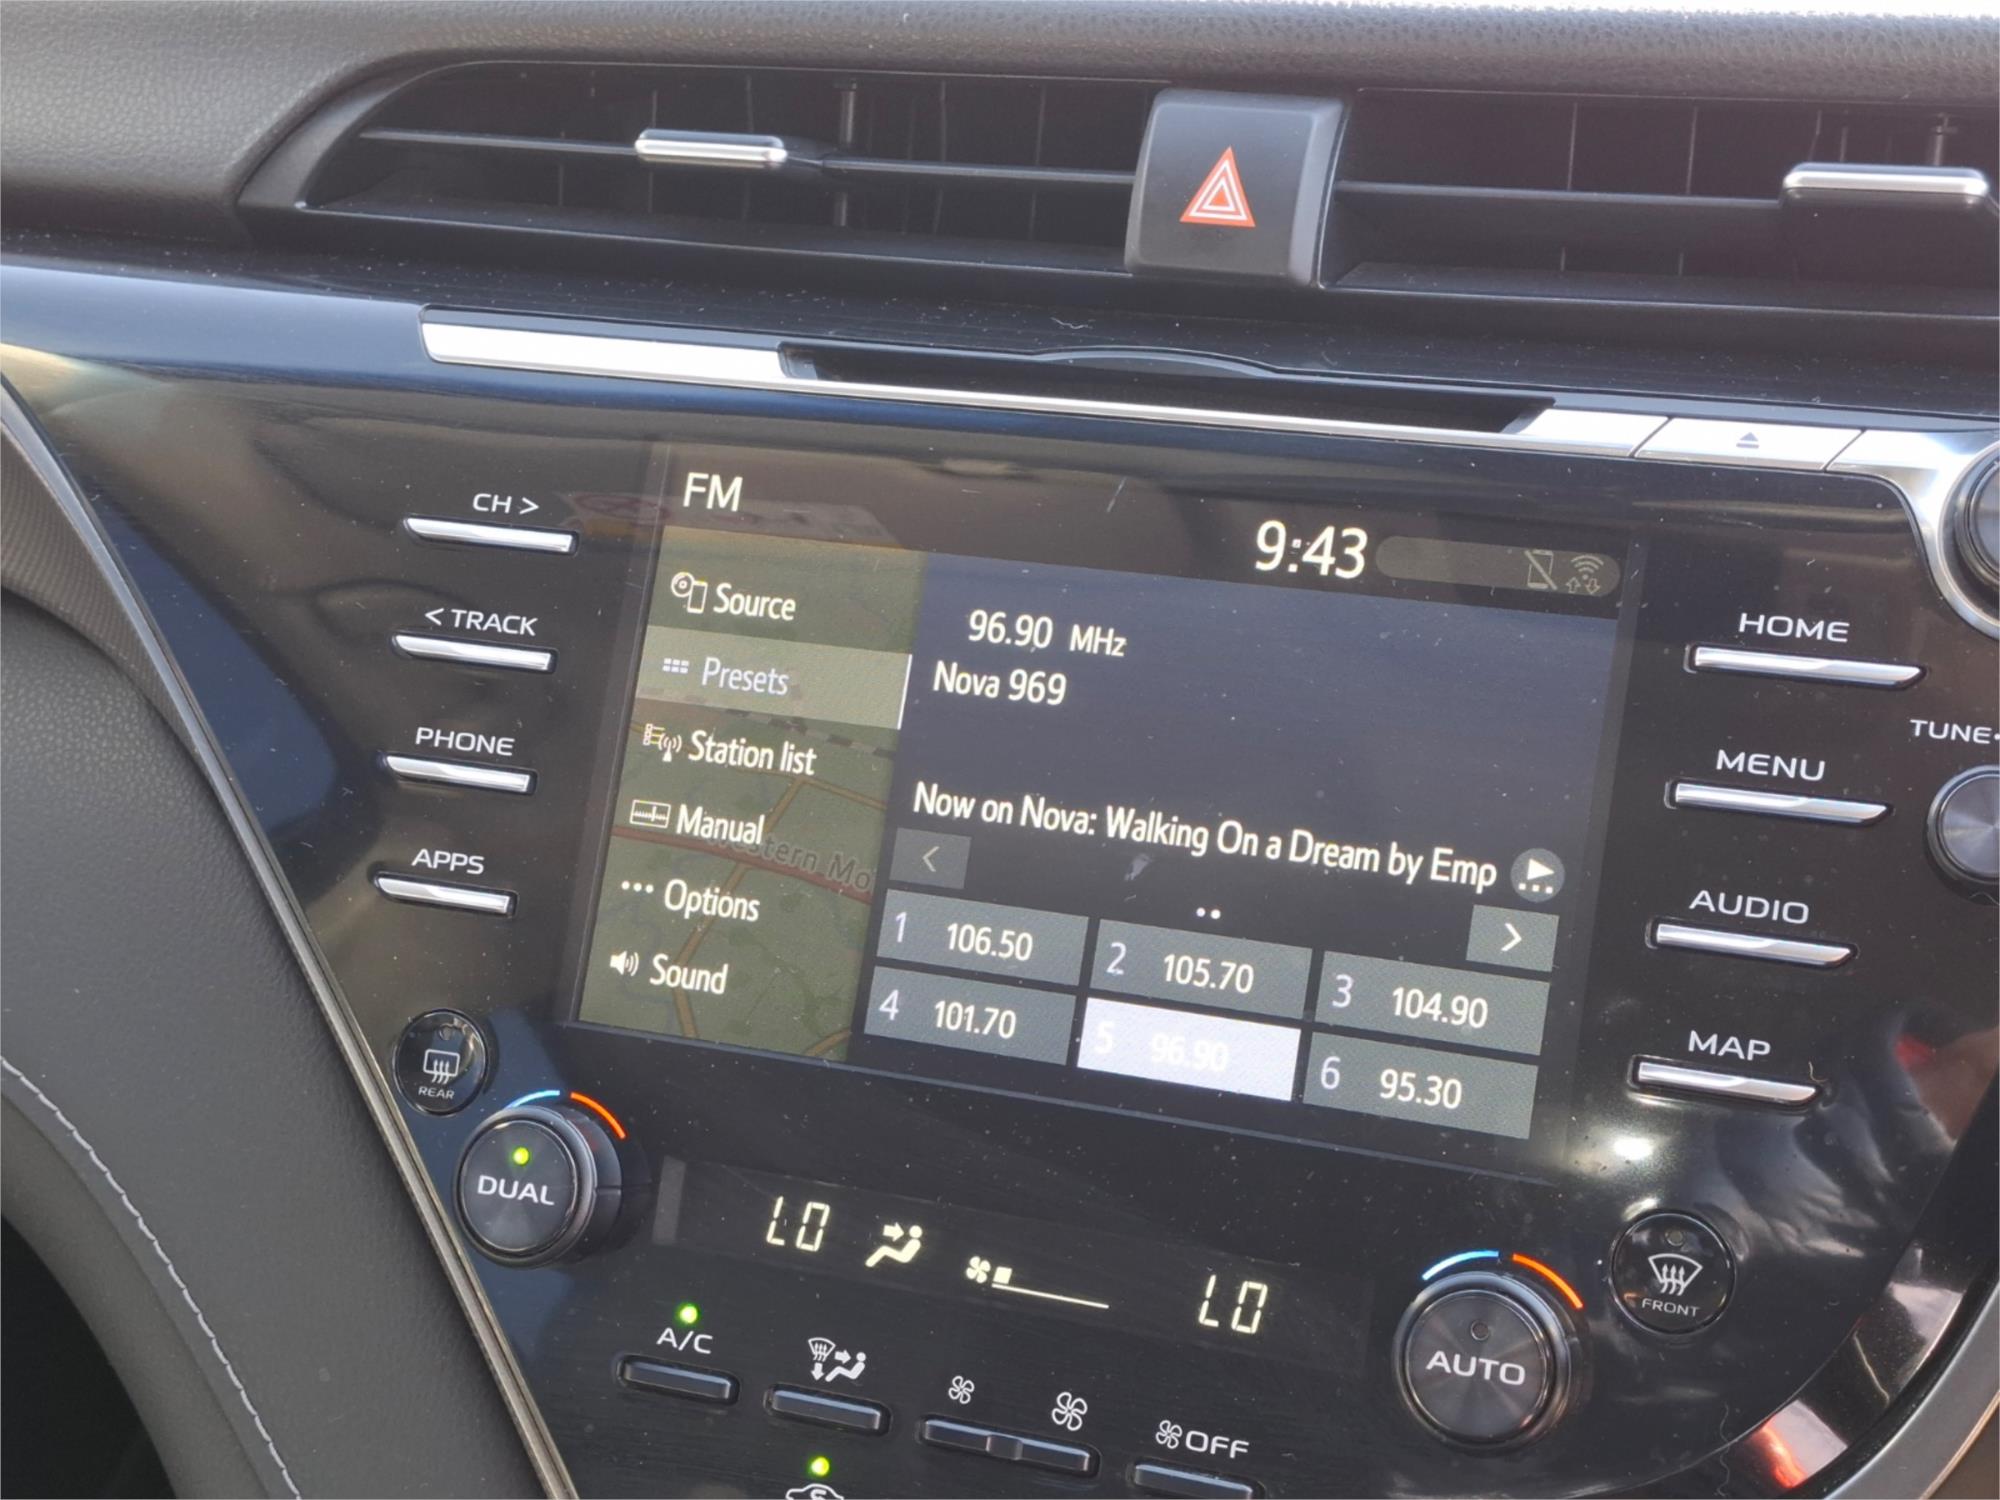 FM
9:43
CH >
< TRACK
PHONE
APPS
Source
Presets
Station list
Manual
Options
Sound
96.90 MHz
Nova 969
Now on Nova: Walking On a Dream by Emp
1 106.50
2 105.70
3 104.90
4 101.70
5 96.90
6 95.30
HOME
MENU
AUDIO
MAP
TUNE
REAR
DUAL
LO
LO
A/C
OFF
AUTO
FRONT